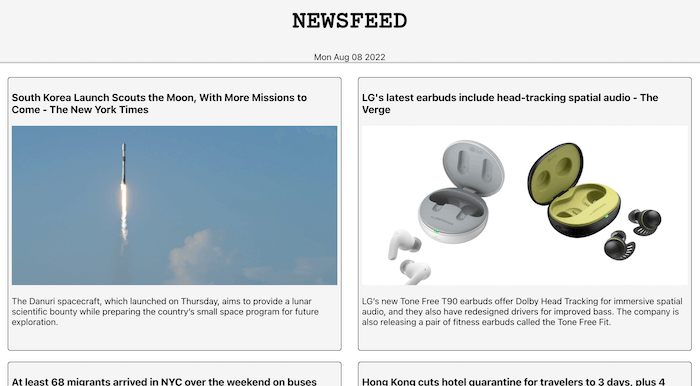 NEWSFEED
Mon Aug 08 2022
South Korea Launch Scouts the Moon, With More Missions to
Come - The New York Times
The Danuri spacecraft, which launched on Thursday, aims to provide a lunar
scientific bounty while preparing the country's small space program for future
exploration.
LG's latest earbuds include head-tracking spatial audio - The
Verge
LG's new Tone Free T90 earbuds offer Dolby Head Tracking for immersive spatial
audio, and they also have redesigned drivers for improved bass. The company is
also releasing a pair of fitness earbuds called the Tone Free Fit.
At least 68 migrants arrived in NYC over the weekend on buses
Hong Kong cuts hotel quarantine for travelers to 3 days, plus 4